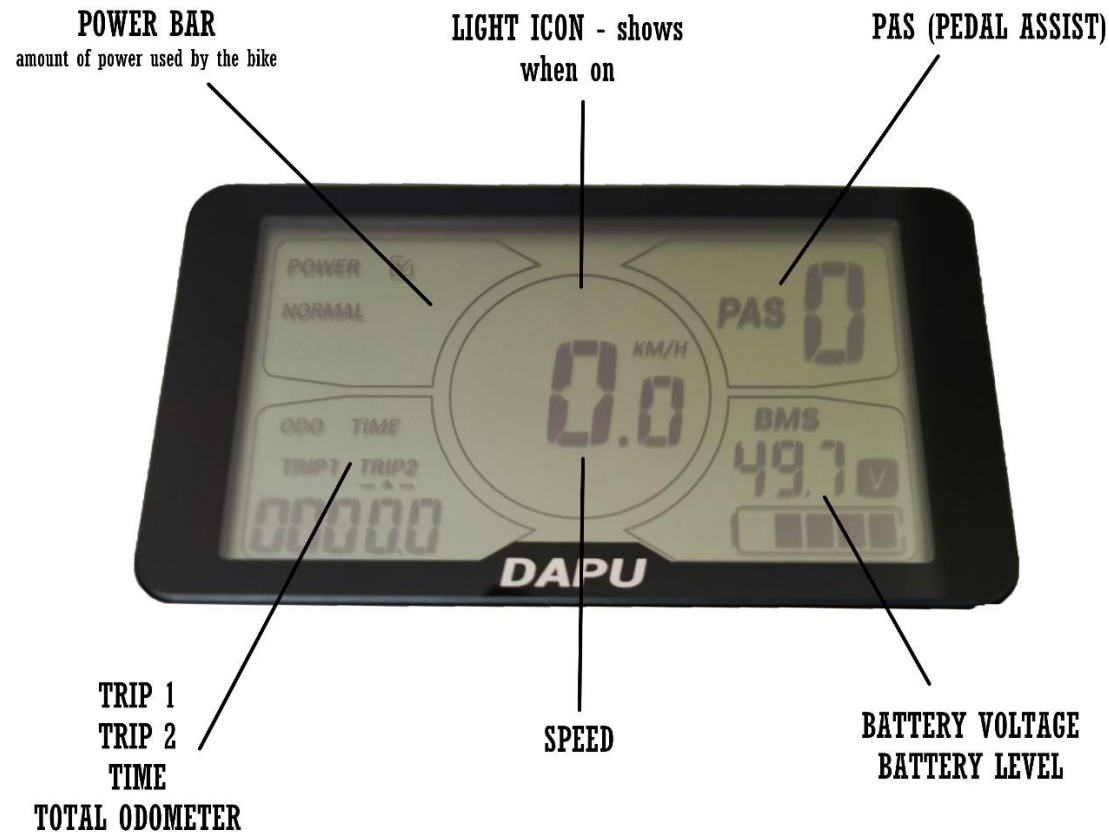 POWER BAR
amount of power used by the bike
LIGHT ICON - shows
when on
PAS (PEDAL ASSIST)
POWER
NORMAL
PAS 0
KM/H
0.0
ODO TIME
TRIP1 TRIP2
0000.0
BMS
49.7 V
DAPU
TRIP 1
TRIP 2
TIME
TOTAL ODOMETER
SPEED
BATTERY VOLTAGE
BATTERY LEVEL